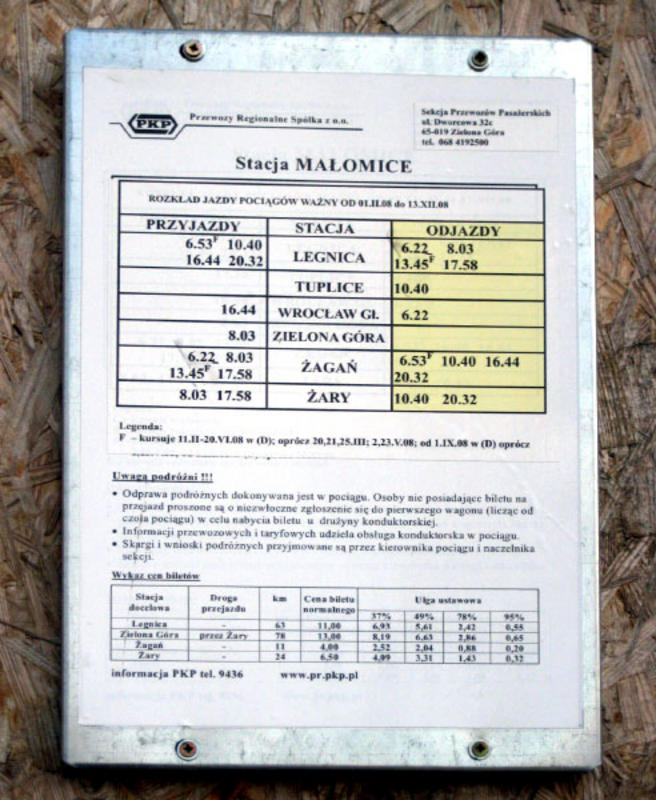 PKP
Przewozy Regionalne Spółka z o.o.
Sekcja Przewozów Pasażerskich
ul. Dworcowa 32c
65-019 Zielona Góra
tel. 068 4192500
Stacja MAŁOMICE
ROZKŁAD JAZDY POCIĄGÓW WAŻNY OD 01.II.08 do 13.XII.08
PRZYJAZDY STACJA ODJAZDY
6.53F 10.40
16.44 20.32
LEGNICA
6.22 8.03
13.45F 17.58
TUPLICE 10.40
16.44 WROCŁAW Gł. 6.22
8.03 ZIELONA GÓRA
6.22 8.03
13.45F 17.58
ŻAGAŃ
6.53F 10.40 16.44
20.32
8.03 17.58 ŻARY 10.40 20.32
Legenda:
F – kursuje 11.II-20.VI.08 w (D); oprócz 20,21,25.III; 2,23.V.08; od 1.IX.08 w (D) oprócz
Uwagą podróżni !!!
• Odprawa podróżnych dokonywana jest w pociągu. Osoby nie posiadające biletu na
przejazd proszone są o niezwłoczne zgłoszenie się do pierwszego wagonu (licząc od
czoła pociągu) w celu nabycia biletu u drużyny konduktorskiej.
• Informacji przewozowych i taryfowych udziela obsługa konduktorska w pociągu.
• Skargi i wnioski podróżnych przyjmowane są przez kierownika pociągu i naczelnika
sekcji.
Wykaz cen biletów
Stacja docelowa Droga przejazdu km Cena biletu normalnego Ulga ustawowa
37% 49% 78% 95%
Legnica - 63 11,00 6,93 5,61 2,42 0,55
Zielona Góra przez Żary 78 13,00 8,19 6,63 2,86 0,65
Żagań - 11 4,00 2,52 2,04 0,88 0,20
Żary - 24 6,50 4,09 3,31 1,43 0,32
informacja PKP tel. 9436 www.pr.pkp.pl